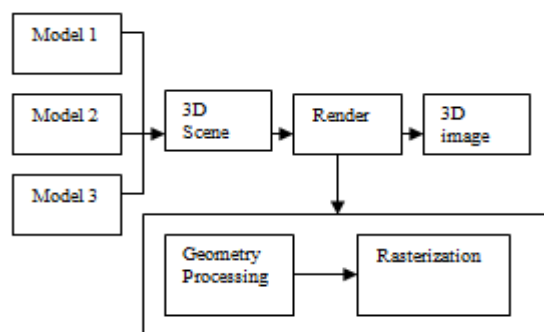 Model 1
Model 2
Model 3
3D
Scene
Render
3D
image
Geometry
Processing
Rasterization